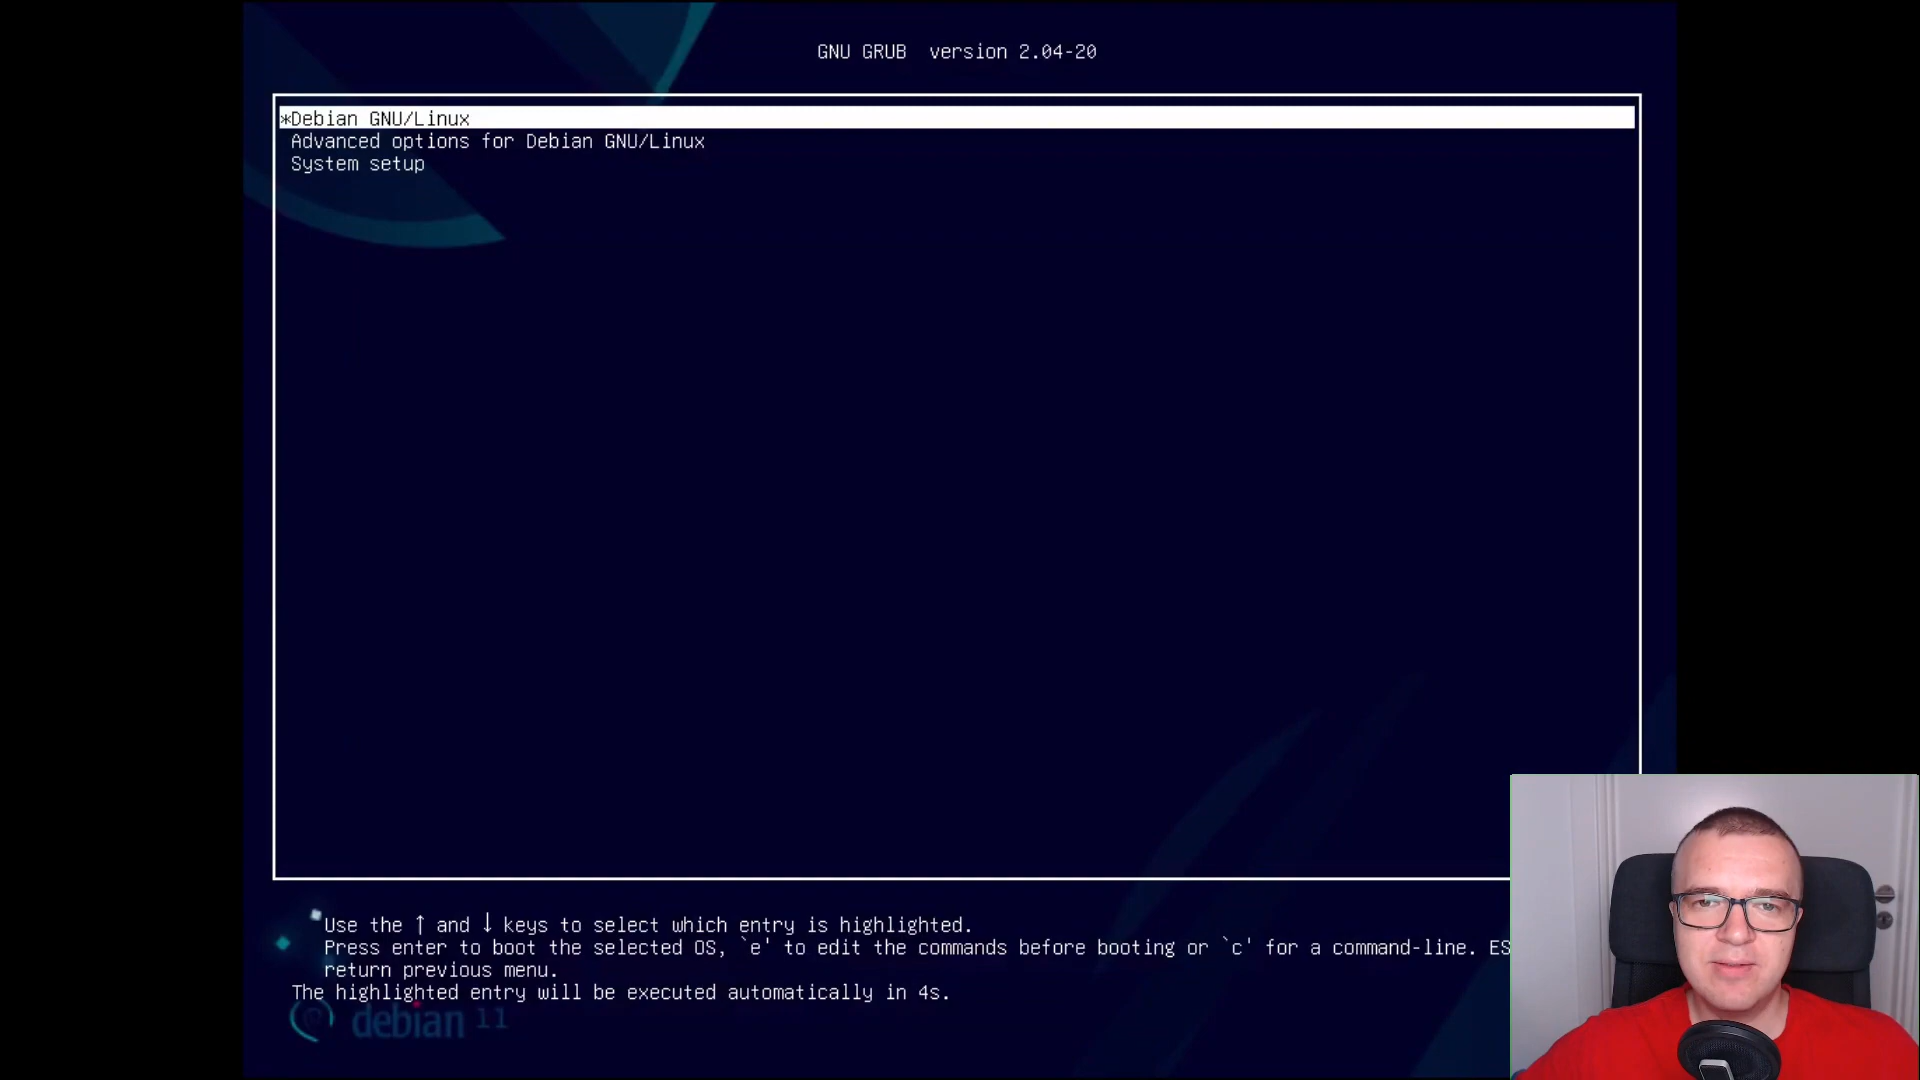 GNU GRUB version 2.04-20
*Debian GNU/Linux
Advanced options for Debian GNU/Linux
System setup
Use the ↑ and ↓ keys to select which entry is highlighted.
Press enter to boot the selected OS, `e' to edit the commands before booting or `c' for a command-line. ES
return previous menu.
The highlighted entry will be executed automatically in 4s.
debian 11